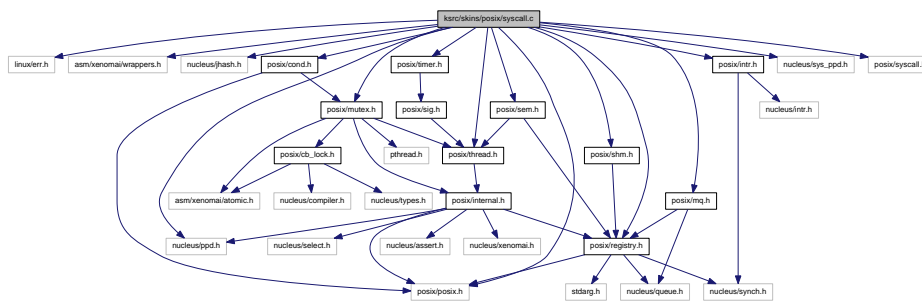 ksrc/skins/posix/syscall.c
linux/err.h
asm/xenomai/wrappers.h
nucleus/jhash.h
posix/cond.h
posix/timer.h
posix/intr.h
nucleus/sys_ppd.h
posix/syscall.
posix/mutex.h
posix/sig.h
posix/sem.h
nucleus/intr.h
posix/cb_lock.h
pthread.h
posix/thread.h
posix/shm.h
asm/xenomai/atomic.h
nucleus/compiler.h
nucleus/types.h
posix/internal.h
posix/mq.h
nucleus/ppd.h
nucleus/select.h
nucleus/assert.h
nucleus/xenomai.h
posix/registry.h
posix/posix.h
stdarg.h
nucleus/queue.h
nucleus/synch.h